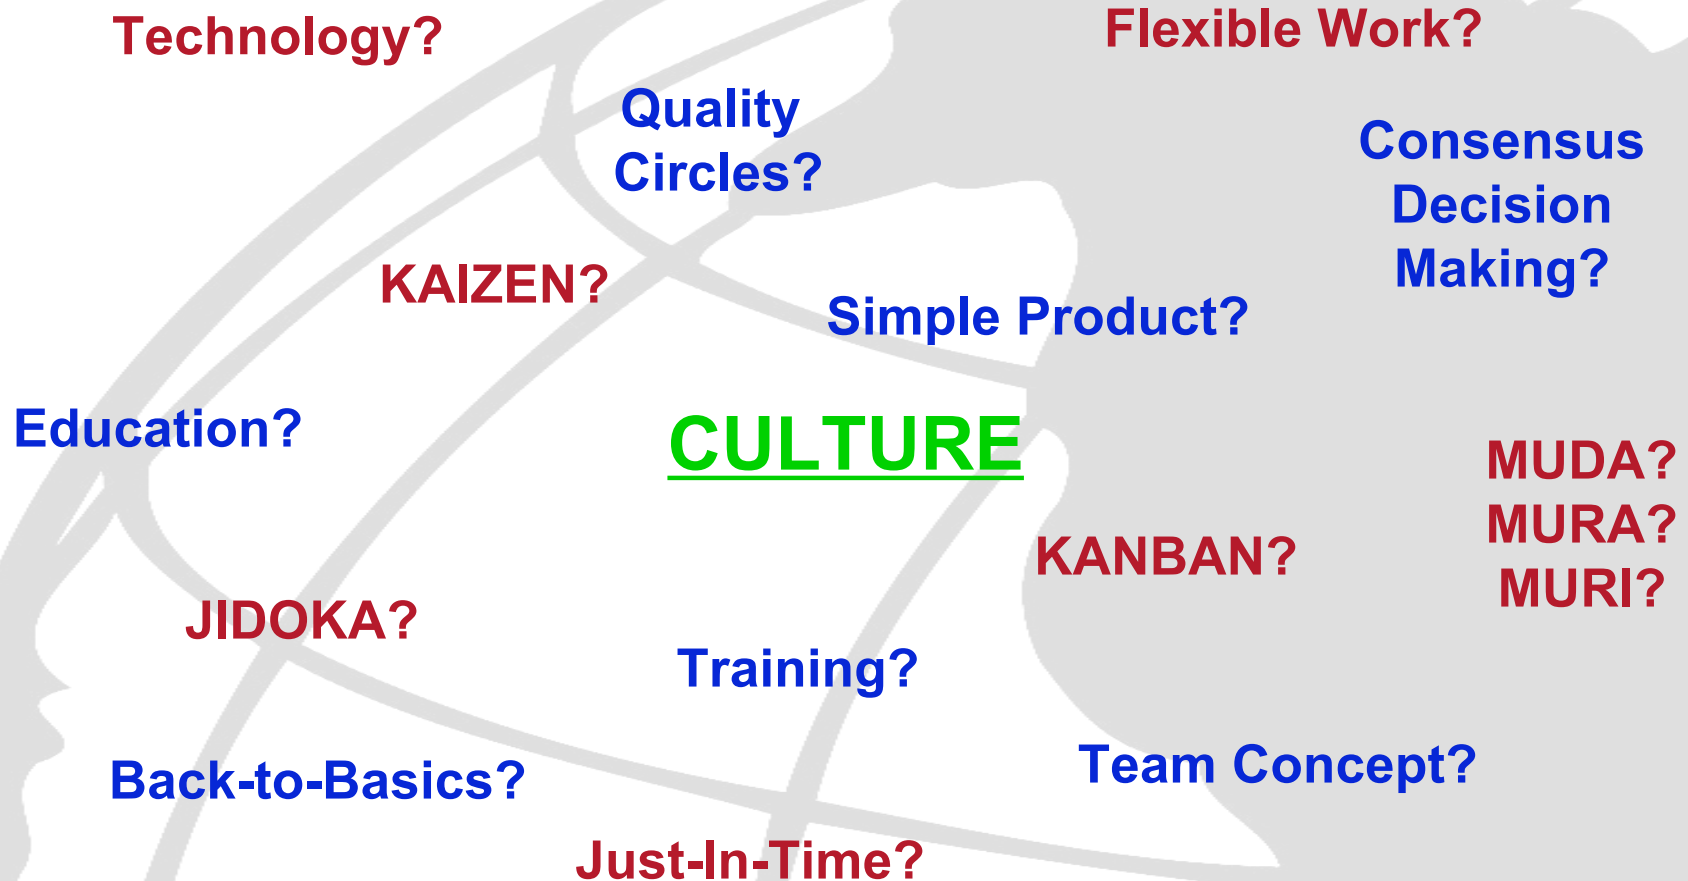 Technology?
Flexible Work?
Quality
Circles?
Consensus
Decision
Making?
KAIZEN?
Simple Product?
Education?
CULTURE
MUDA?
MURA?
MURI?
KANBAN?
JIDOKA?
Training?
Team Concept?
Back-to-Basics?
Just-In-Time?